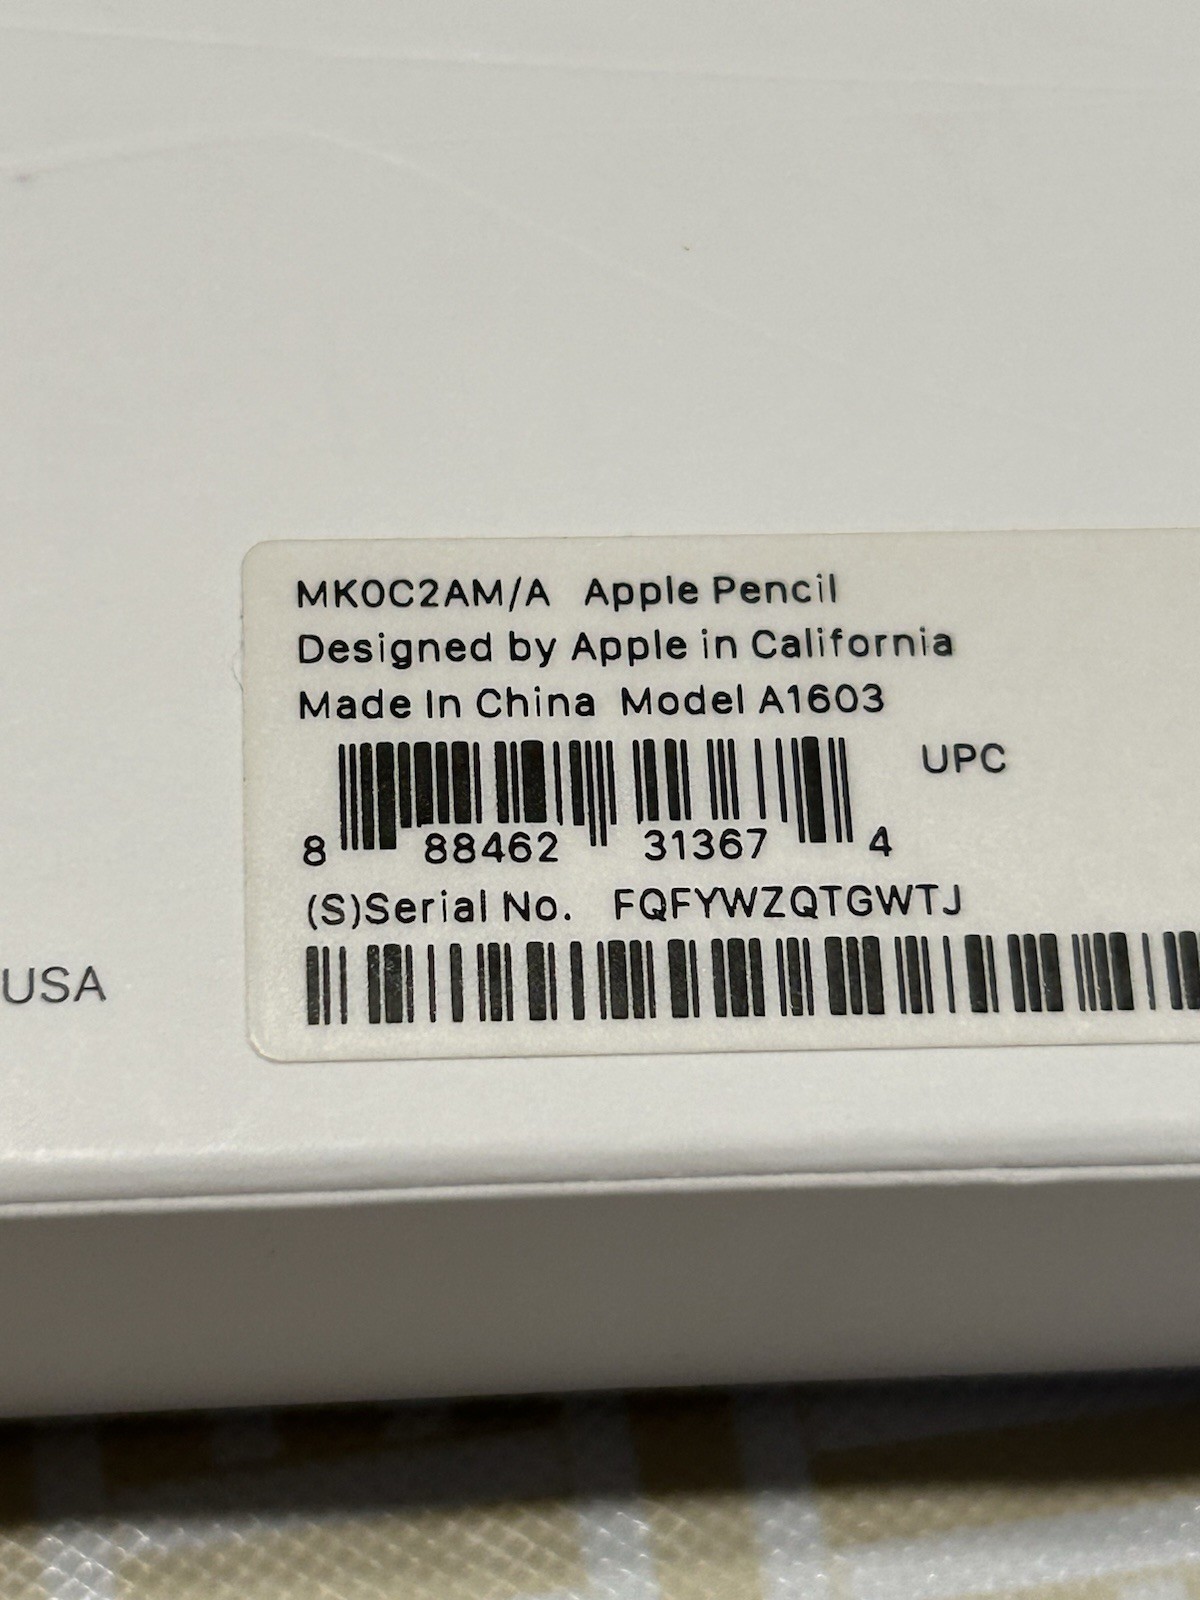 MK0C2AM/A Apple Pencil
Designed by Apple in California
Made In China Model A1603
UPC
8 88462 31367 4
(S)Serial No. FQFYWZQTGWTJ
USA